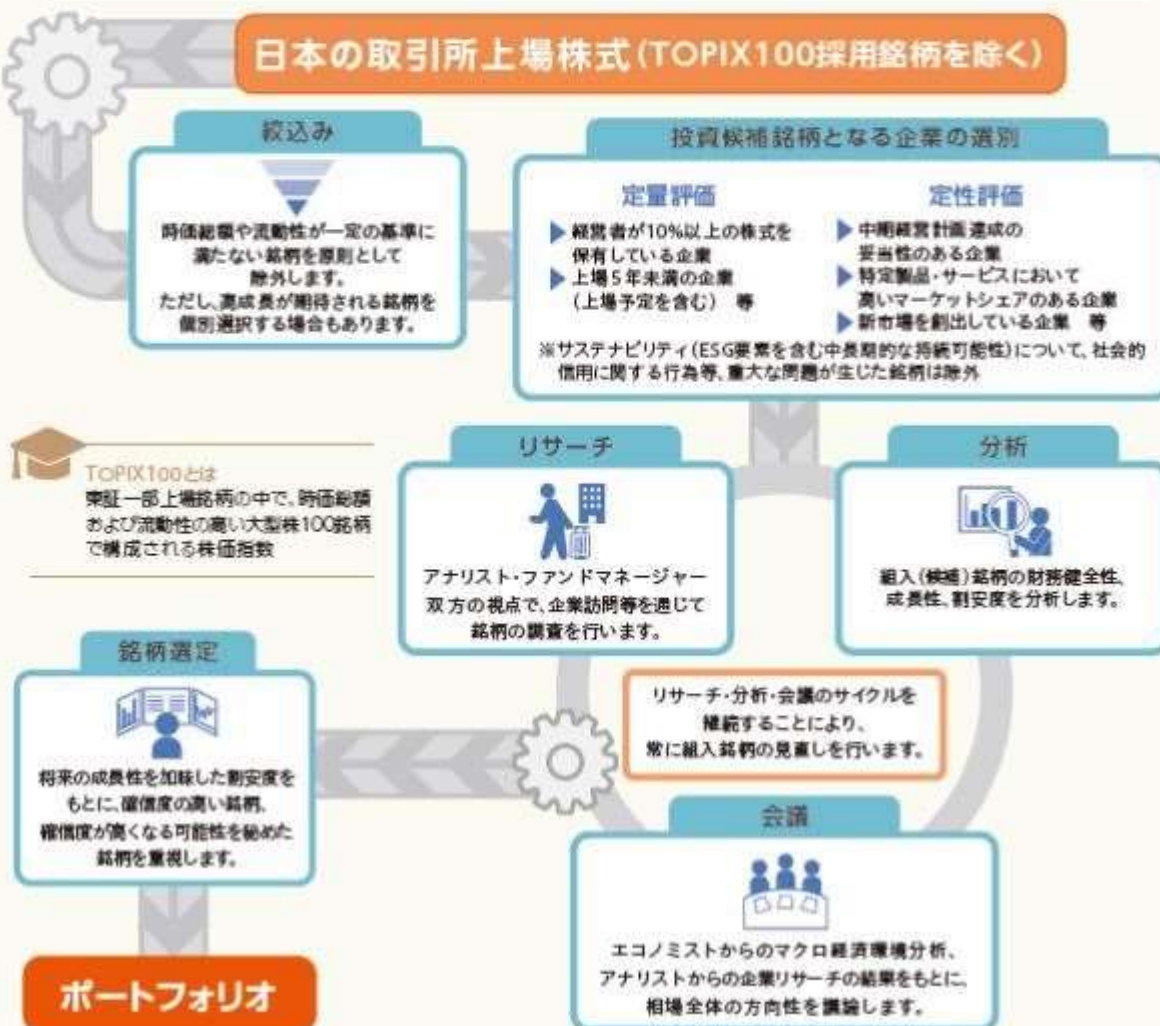 日本の取引所上場株式(TOPIX100採用銘柄を除く)
絞込み
時価総額や流動性が一定の基準に
満たない銘柄を原則として
除外します。
ただし、高成長が期待される銘柄を
個別選択する場合もあります。
投資候補銘柄となる企業の選別
定量評価
▶経営者が10%以上の株式を
保有している企業
▶上場5年未満の企業
(上場予定を含む) 等
定性評価
▶中期経営計画達成の
妥当性のある企業
▶特定製品・サービスにおいて
高いマーケットシェアのある企業
▶新市場を創出している企業 等
※サステナビリティ(ESG要素を含む中長期的な持続可能性)について、社会的
信用に関する行為等、重大な問題が生じた銘柄は除外
TOPIX100とは
東証一部上場銘柄の中で、時価総額
および流動性の高い大型株100銘柄
で構成される株価指数
リサーチ
アナリスト・ファンドマネージャー
双方の視点で、企業訪問等を通じて
銘柄の調査を行います。
分析
組入(候補)銘柄の財務健全性、
成長性、割安度を分析します。
リサーチ・分析・会議のサイクルを
継続することにより、
常に組入銘柄の見直しを行います。
銘柄選定
将来の成長性を加味した割安度を
もとに、確信度の高い銘柄、
確信度が高くなる可能性を秘めた
銘柄を重視します。
会議
エコノミストからのマクロ経済環境分析、
アナリストからの企業リサーチの結果をもとに、
相場全体の方向性を議論します。
ポートフォリオ